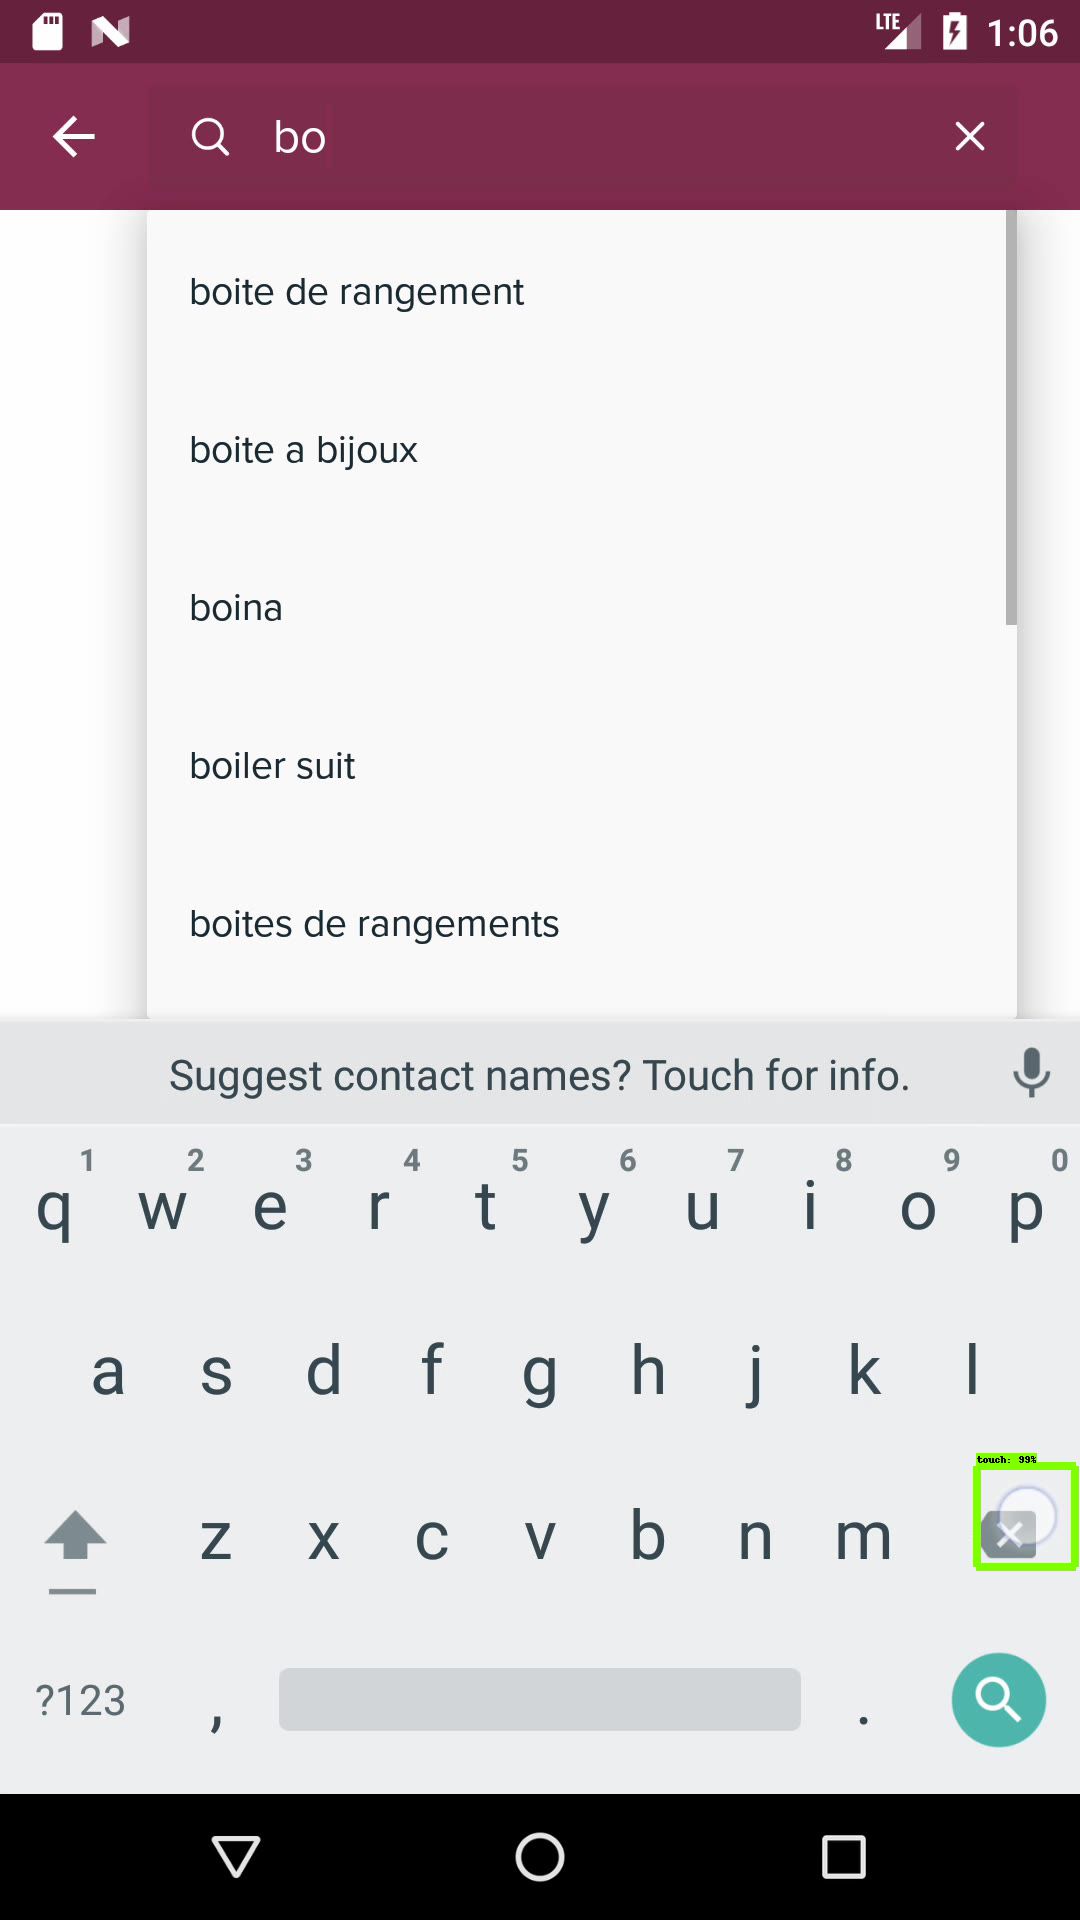 LTE 1:06
bo
boite de rangement
boite a bijoux
boina
boiler suit
boites de rangements
Suggest contact names? Touch for info.
1 2 3 4 5 6 7 8 9 0
q w e r t y u i o p
a s d f g h j k l
touch: 99%
z x c v b n m
?123 , .